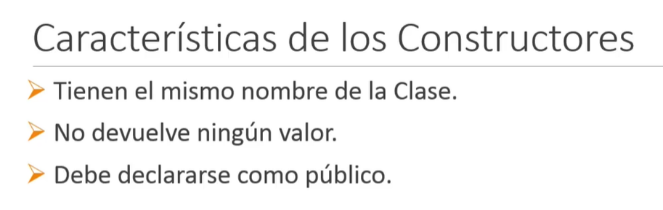 Características de los Constructores
Tienen el mismo nombre de la Clase.
No devuelve ningún valor.
Debe declararse como público.